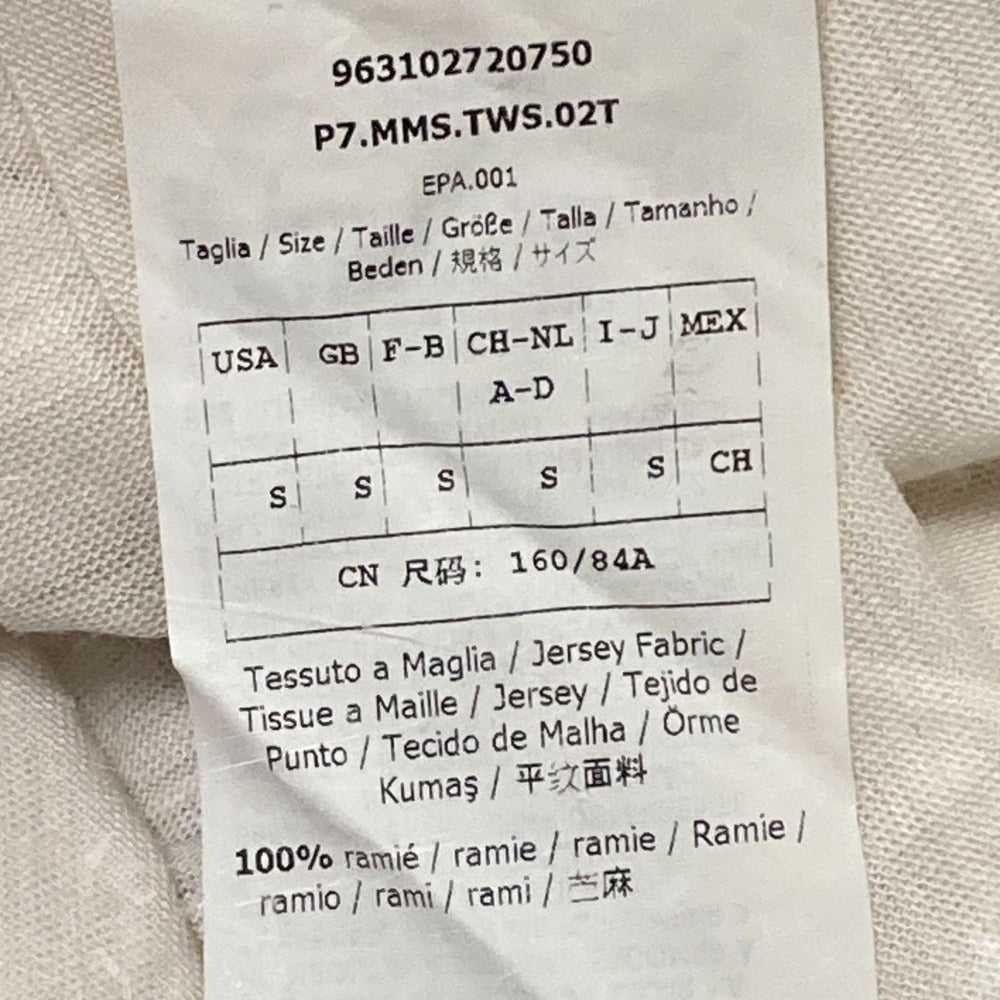 963102720750
P7.MMS.TWS.02T
EPA.001
Taglia / Size / Taille / Größe / Talla / Tamanho /
Beden / 規格 / サイズ
USA GB F-B CH-NL I-J MEX
A-D
S S S S S CH
CN 尺码: 160/84A
Tessuto a Maglia / Jersey Fabric /
Tissue a Maille / Jersey / Tejido de
Punto / Tecido de Malha / Örme
Kumaş / 平纹面料
100% ramié / ramie / ramie / Ramie /
ramio / rami / rami / 苎麻